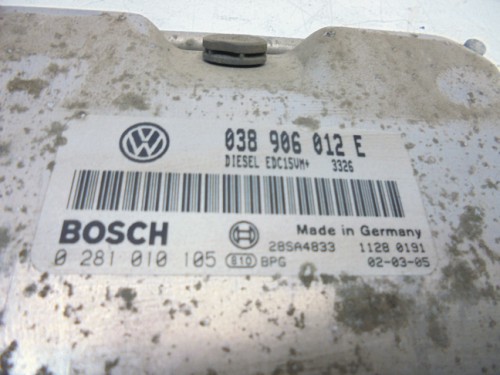 038 906 012 E
DIESEL EDC15VM+ 3326
BOSCH Made in Germany
28SA4833 1128 0191
0 281 010 105 E10 BPG 02-03-05